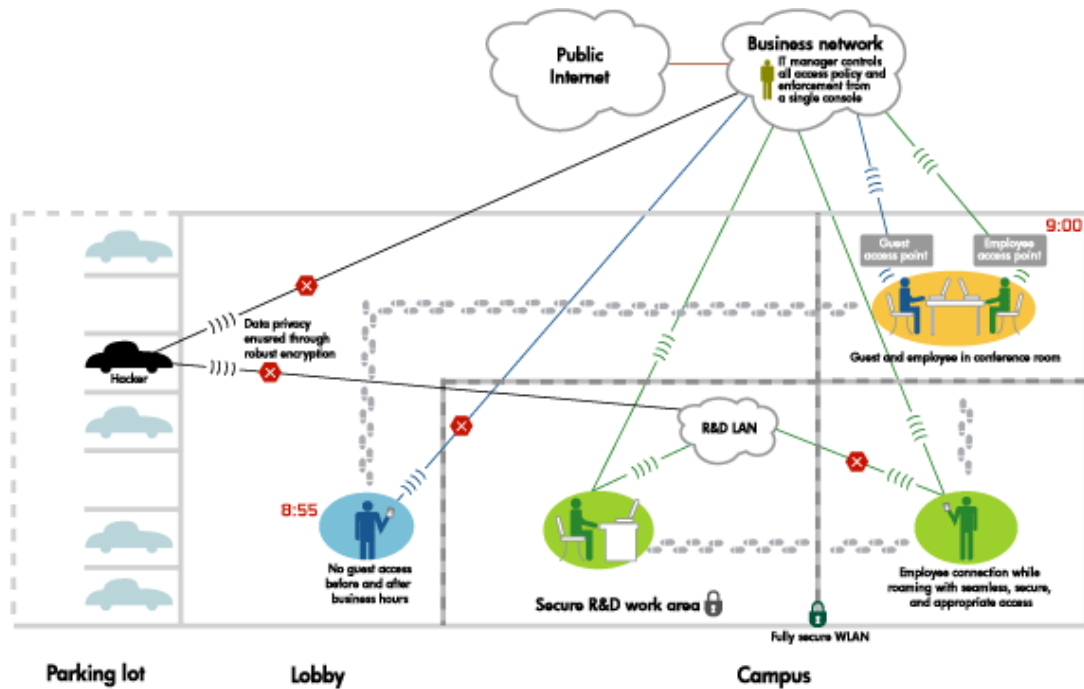 Public
Internet
Business network
IT manager controls
all access policy and
enforcement from
a single console
9:00
Guest
access point
Employee
access point
Data privacy
enusred through
robust encryption
Hacker
Guest and employee in conference room
R&D LAN
8:55
No guest access
before and after
business hours
Employee connection while
roaming with seamless, secure,
and appropriate access
Secure R&D work area
Fully secure WLAN
Parking lot
Lobby
Campus